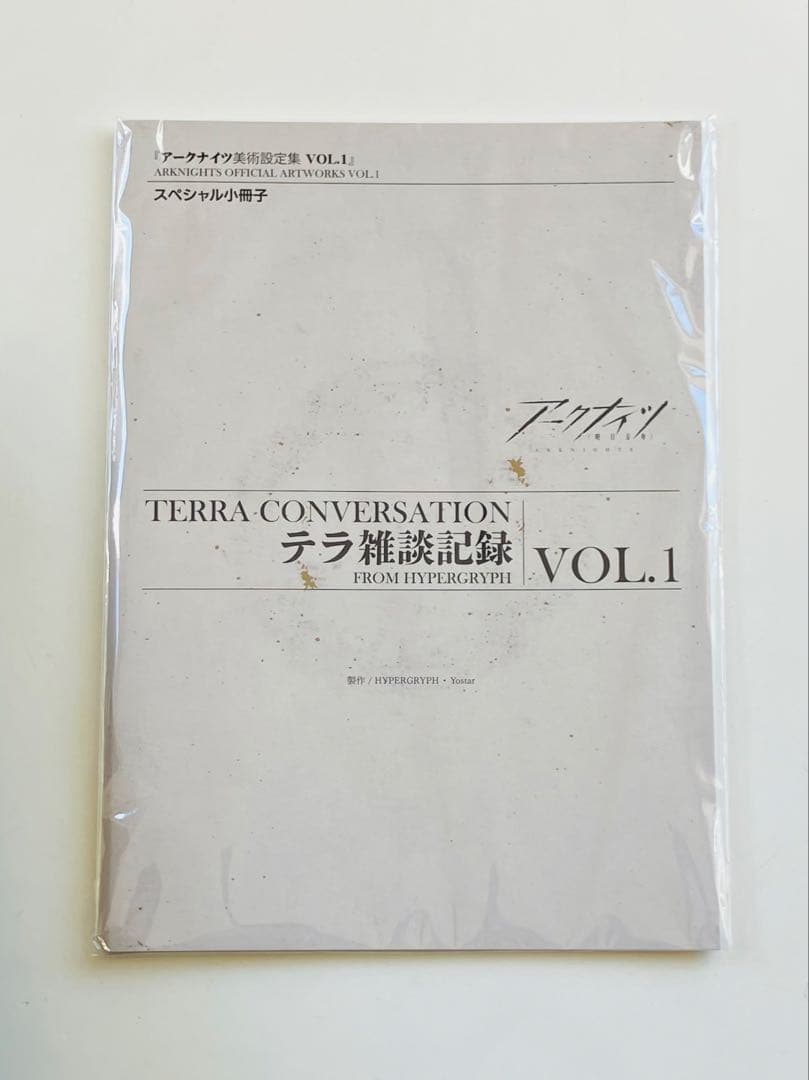 『アークナイツ美術設定集 VOL.1』
ARKNIGHTS OFFICIAL ARTWORKS VOL.1
スペシャル小冊子
アークナイツ
ARKNIGHTS
TERRA CONVERSATION
テラ雑談記録
FROM HYPERGRYPH
VOL.1
製作 / HYPERGRYPH・Yostar